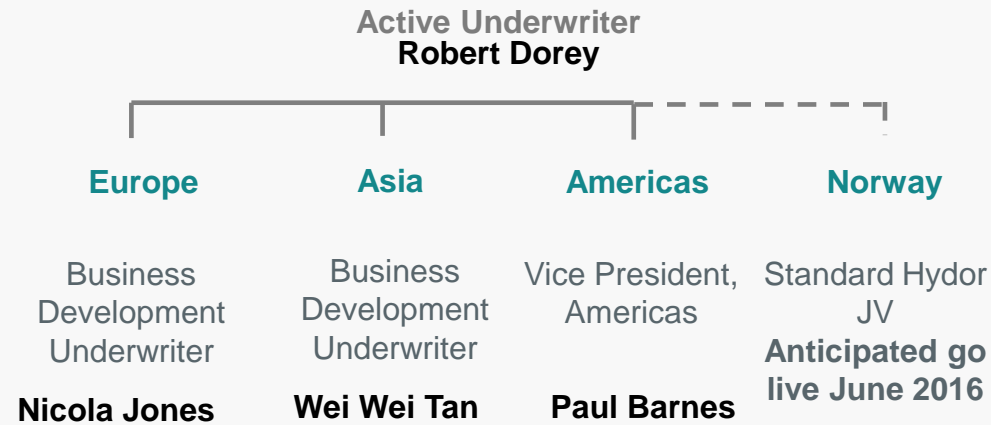 Active Underwriter
Robert Dorey
Europe
Asia
Americas
Norway
Business
Development
Underwriter
Nicola Jones
Business
Development
Underwriter
Wei Wei Tan
Vice President,
Americas
Paul Barnes
Standard Hydor
JV
Anticipated go
live June 2016